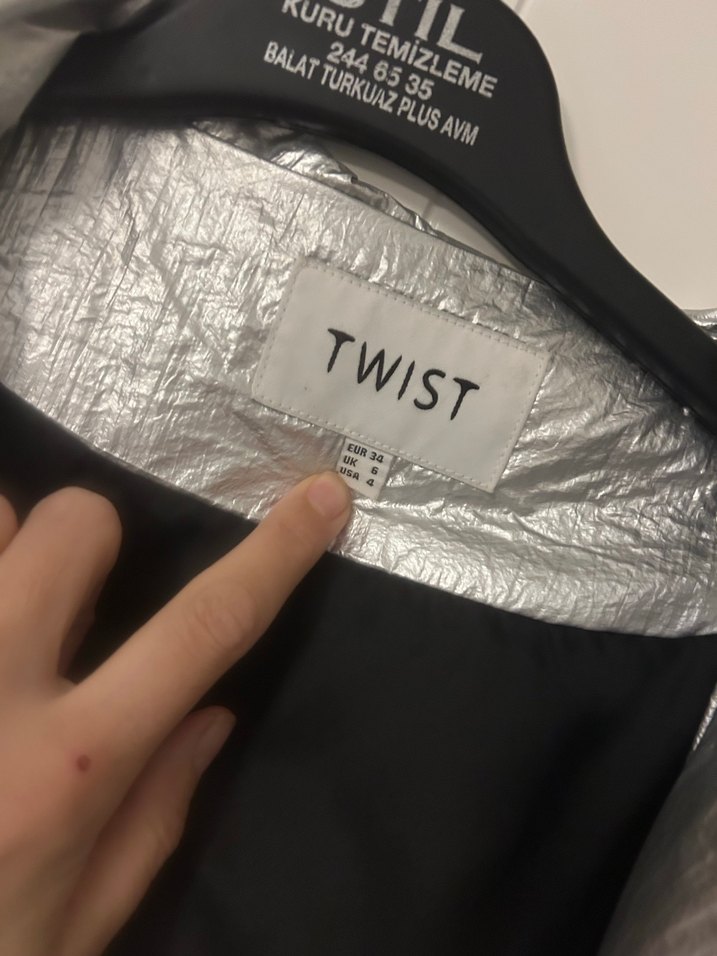 KURU TEMİZLEME
244 65 35
BALAT TURKUAZ PLUS AVM
TWIST
EUR 34
UK 6
USA 4